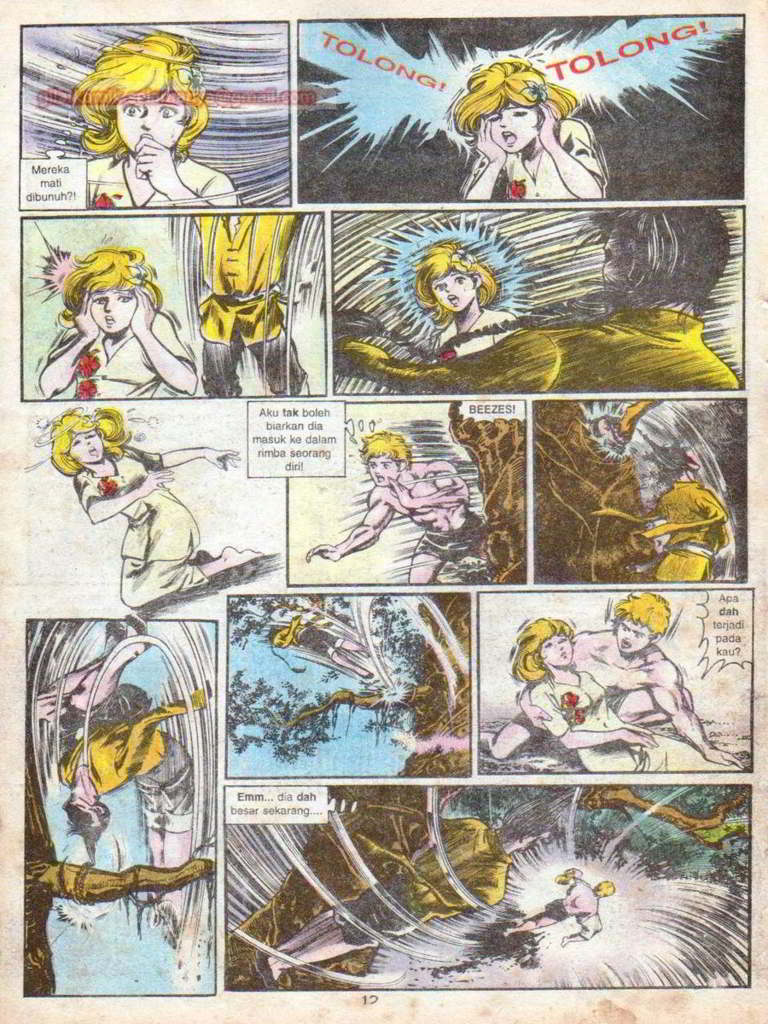 Mereka
mati
dibunuh?!
TOLONG!
TOLONG!
Aku tak boleh
biarkan dia
masuk ke dalam
rimba seorang
diri!
BEEZES!
Apa
dah
terjadi
pada
kau?
Emm... dia dah
besar sekarang....
12